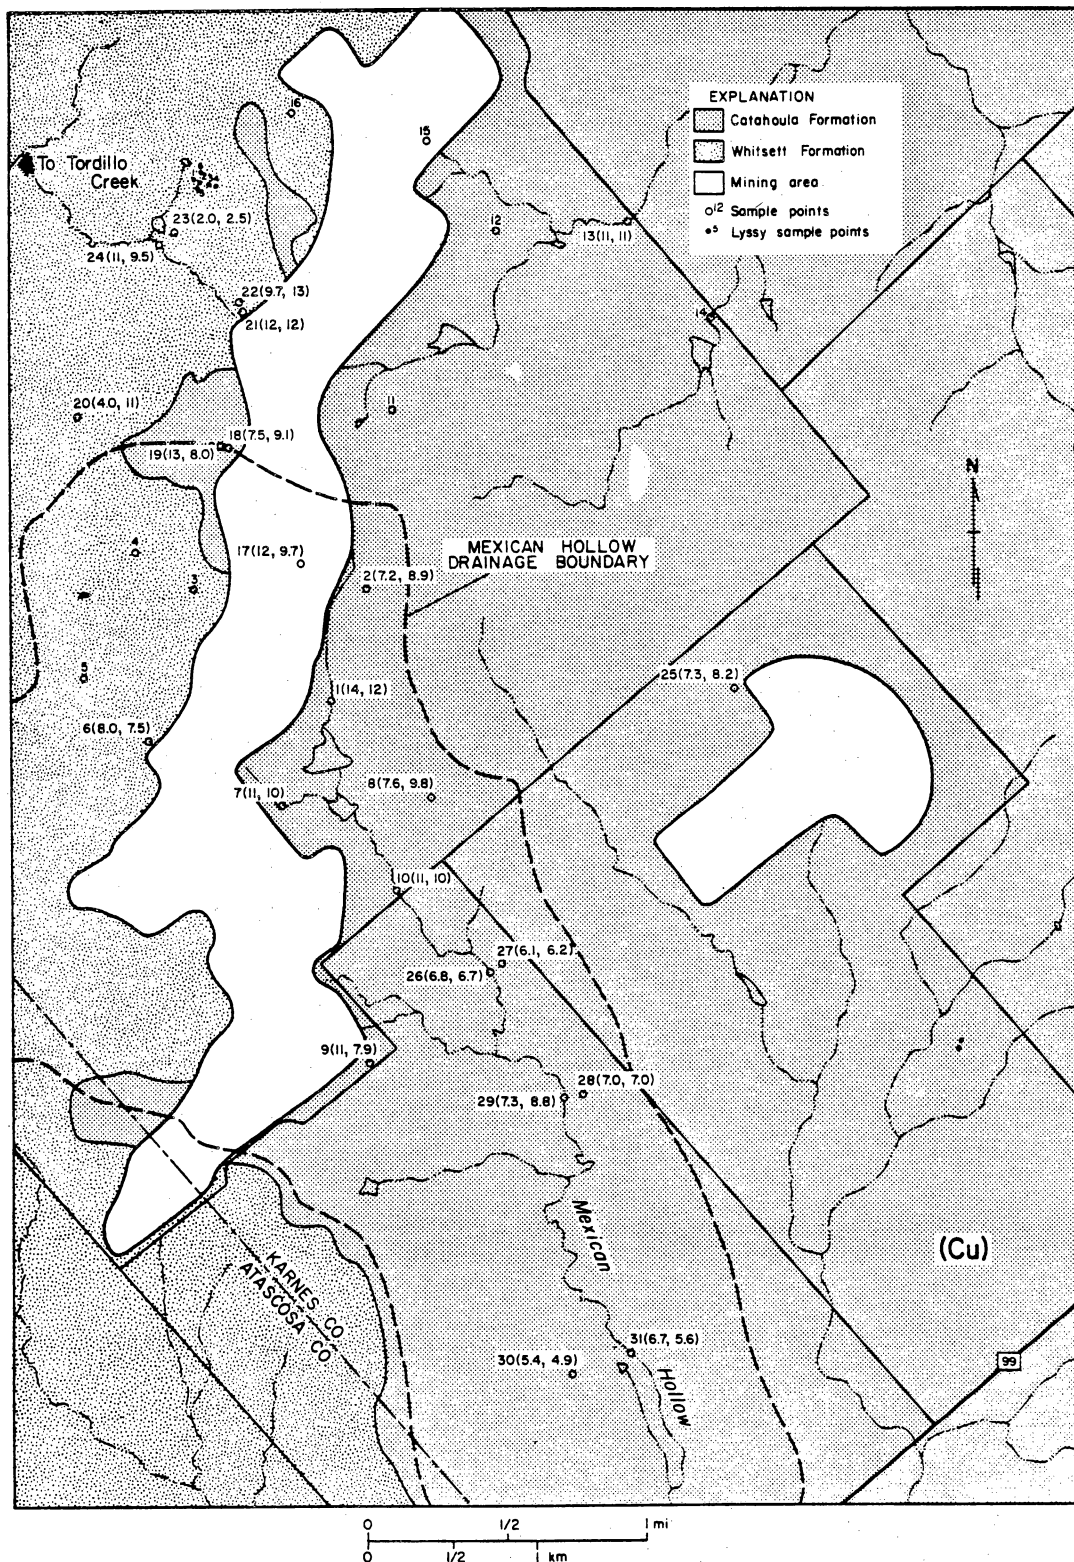 EXPLANATION
Catahoula Formation
Whitsett Formation
Mining area
12 Sample points
5 Lyssy sample points
16
15
To Tordillo
Creek
23(2.0, 2.5)
12
13(11, 11)
24(11, 9.5)
22(9.7, 13)
21(12, 12)
14
20(4.0, 11)
11
18(7.5, 9.1)
19(13, 8.0)
N
4
17(12, 9.7)
MEXICAN HOLLOW
DRAINAGE BOUNDARY
3
2(7.2, 8.9)
5
25(7.3, 8.2)
1(14, 12)
6(8.0, 7.5)
8(7.6, 9.8)
7(11, 10)
10(11, 10)
27(6.1, 6.2)
26(6.8, 6.7)
9(11, 7.9)
28(7.0, 7.0)
29(7.3, 8.8)
Mexican
(Cu)
KARNES CO
ATASCOSA CO
31(6.7, 5.6)
30(5.4, 4.9)
Hollow
99
0 1/2 1 mi
0 1/2 1 km